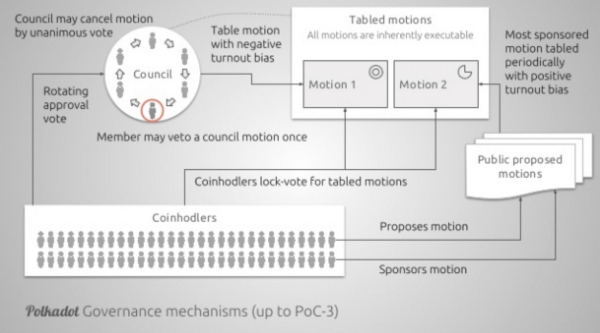 Council may cancel motion
by unanimous vote
Table motion
with negative
turnout bias
Tabled motions
All motions are inherently executable
Most sponsored
motion tabled
periodically
with positive
turnout bias
Council
Motion 1
Motion 2
Rotating
approval
vote
Member may veto a council motion once
Public proposed
motions
Coinhodlers lock-vote for tabled motions
Coinhodlers
Proposes motion
Sponsors motion
Polkadot Governance mechanisms (up to PoC-3)